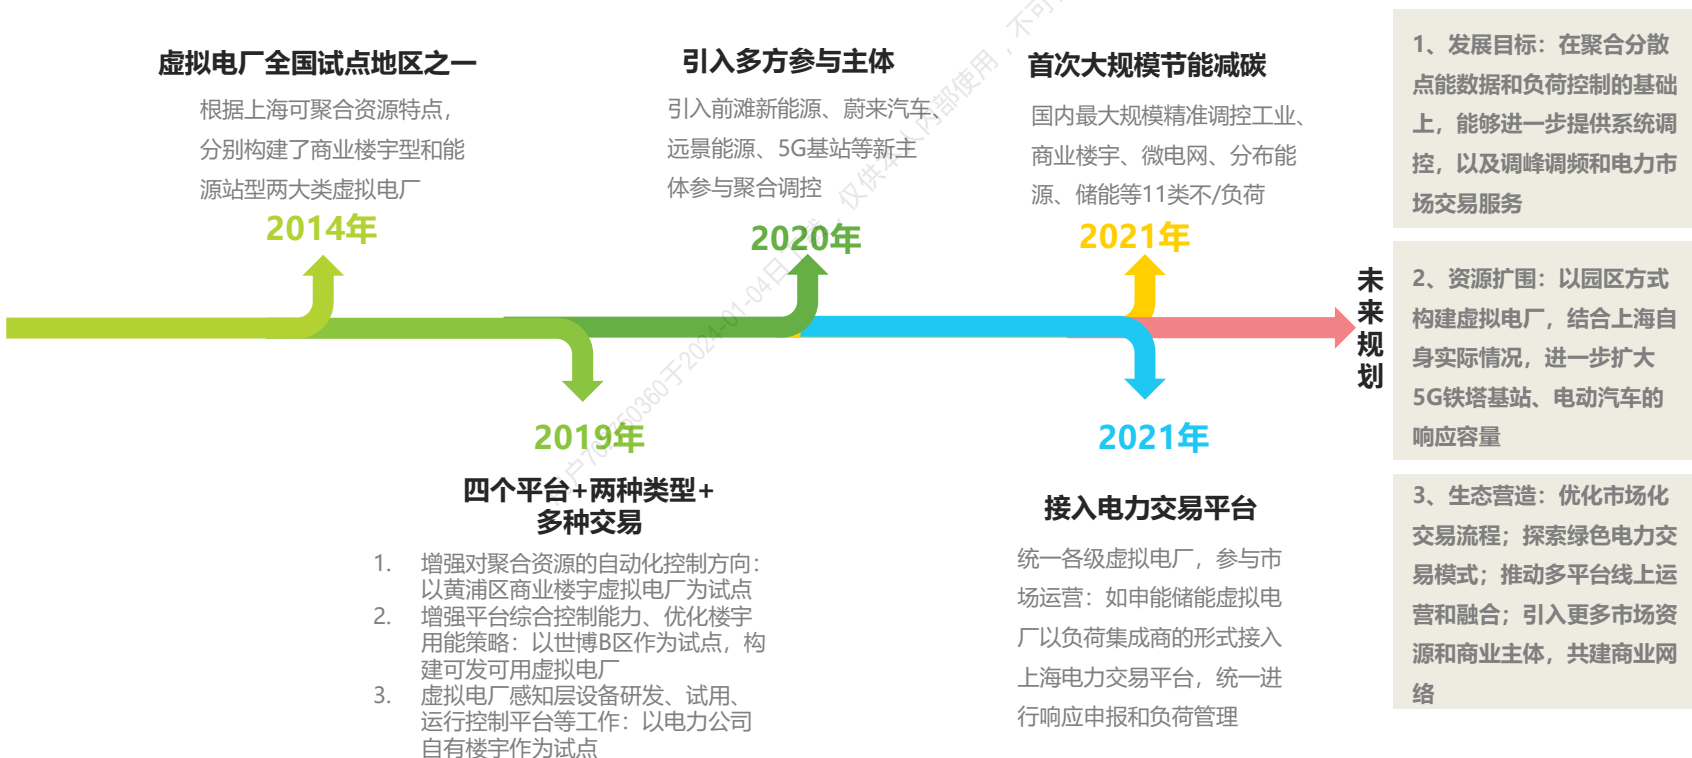 虚拟电厂全国试点地区之一
根据上海可聚合资源特点，
分别构建了商业楼宇型和能
源站型两大类虚拟电厂
2014年
引入多方参与主体
引入前滩新能源、蔚来汽车、
远景能源、5G基站等新主
体参与聚合调控
2020年
首次大规模节能减碳
国内最大规模精准调控工业、
商业楼宇、微电网、分布能
源、储能等11类不/负荷
2021年
2019年
四个平台+两种类型+
多种交易
1. 增强对聚合资源的自动化控制方向：
以黄浦区商业楼宇虚拟电厂为试点
2. 增强平台综合控制能力、优化楼宇
用能策略：以世博B区作为试点，构
建可发可用虚拟电厂
3. 虚拟电厂感知层设备研发、试用、
运行控制平台等工作：以电力公司
自有楼宇作为试点
2021年
接入电力交易平台
统一各级虚拟电厂，参与市
场运营：如申能储能虚拟电
厂以负荷集成商的形式接入
上海电力交易平台，统一进
行响应申报和负荷管理
未
来
规
划
1、发展目标：在聚合分散
点能数据和负荷控制的基础
上，能够进一步提供系统调
控，以及调峰调频和电力市
场交易服务
2、资源扩围：以园区方式
构建虚拟电厂，结合上海自
身实际情况，进一步扩大
5G铁塔基站、电动汽车的
响应容量
3、生态营造：优化市场化
交易流程；探索绿色电力交
易模式；推动多平台线上运
营和融合；引入更多市场资
源和商业主体，共建商业网
络